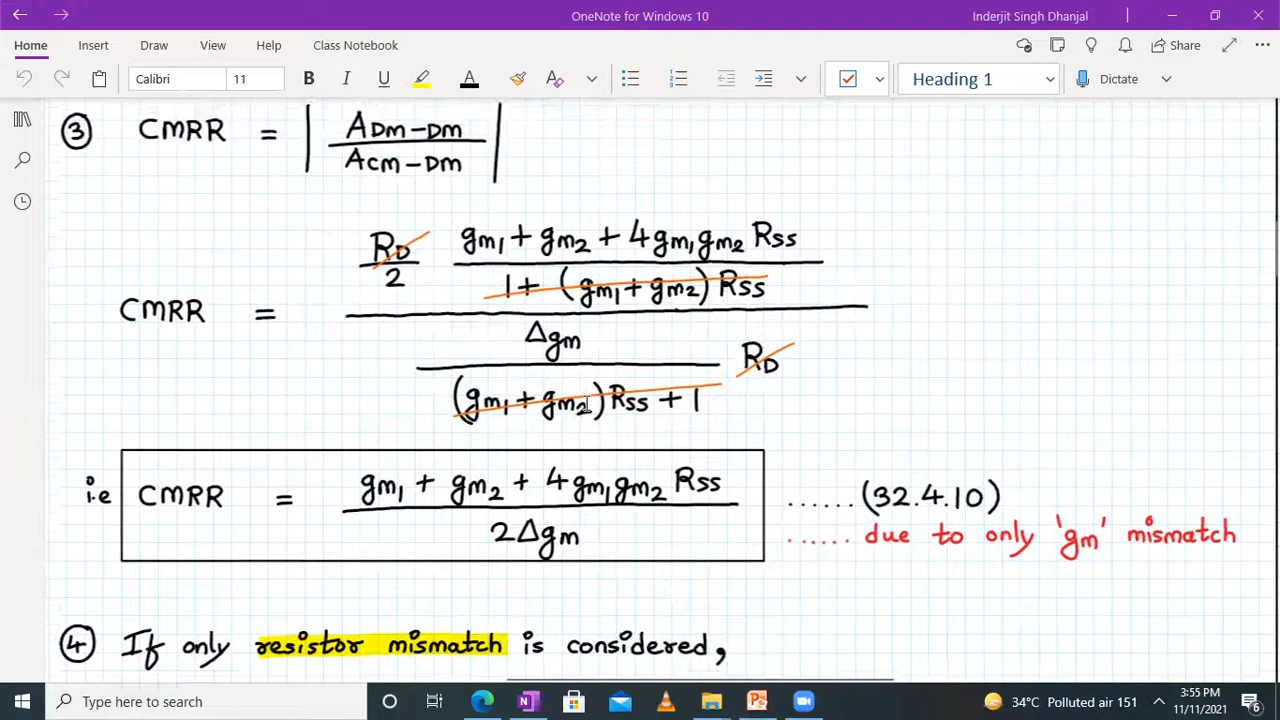 OneNote for Windows 10
Inderjit Singh Dhanjal
Home Insert Draw View Help Class Notebook
Share
Calibri 11 B I U A A Heading 1 Dictate
③ CMRR = | ADM-DM / ACM-DM |
CMRR = RD/2 gm1 + gm2 + 4gm1gm2 RSS
1 + (gm1 + gm2) RSS
Δgm
(gm1 + gm2) RSS + 1 RD
i.e CMRR = gm1 + gm2 + 4gm1gm2 RSS
2Δgm
......(32.4.10)
...... due to only 'gm' mismatch
④ If only resistor mismatch is considered,
Type here to search
34°C Polluted air 151
3:55 PM
11/11/2021
6